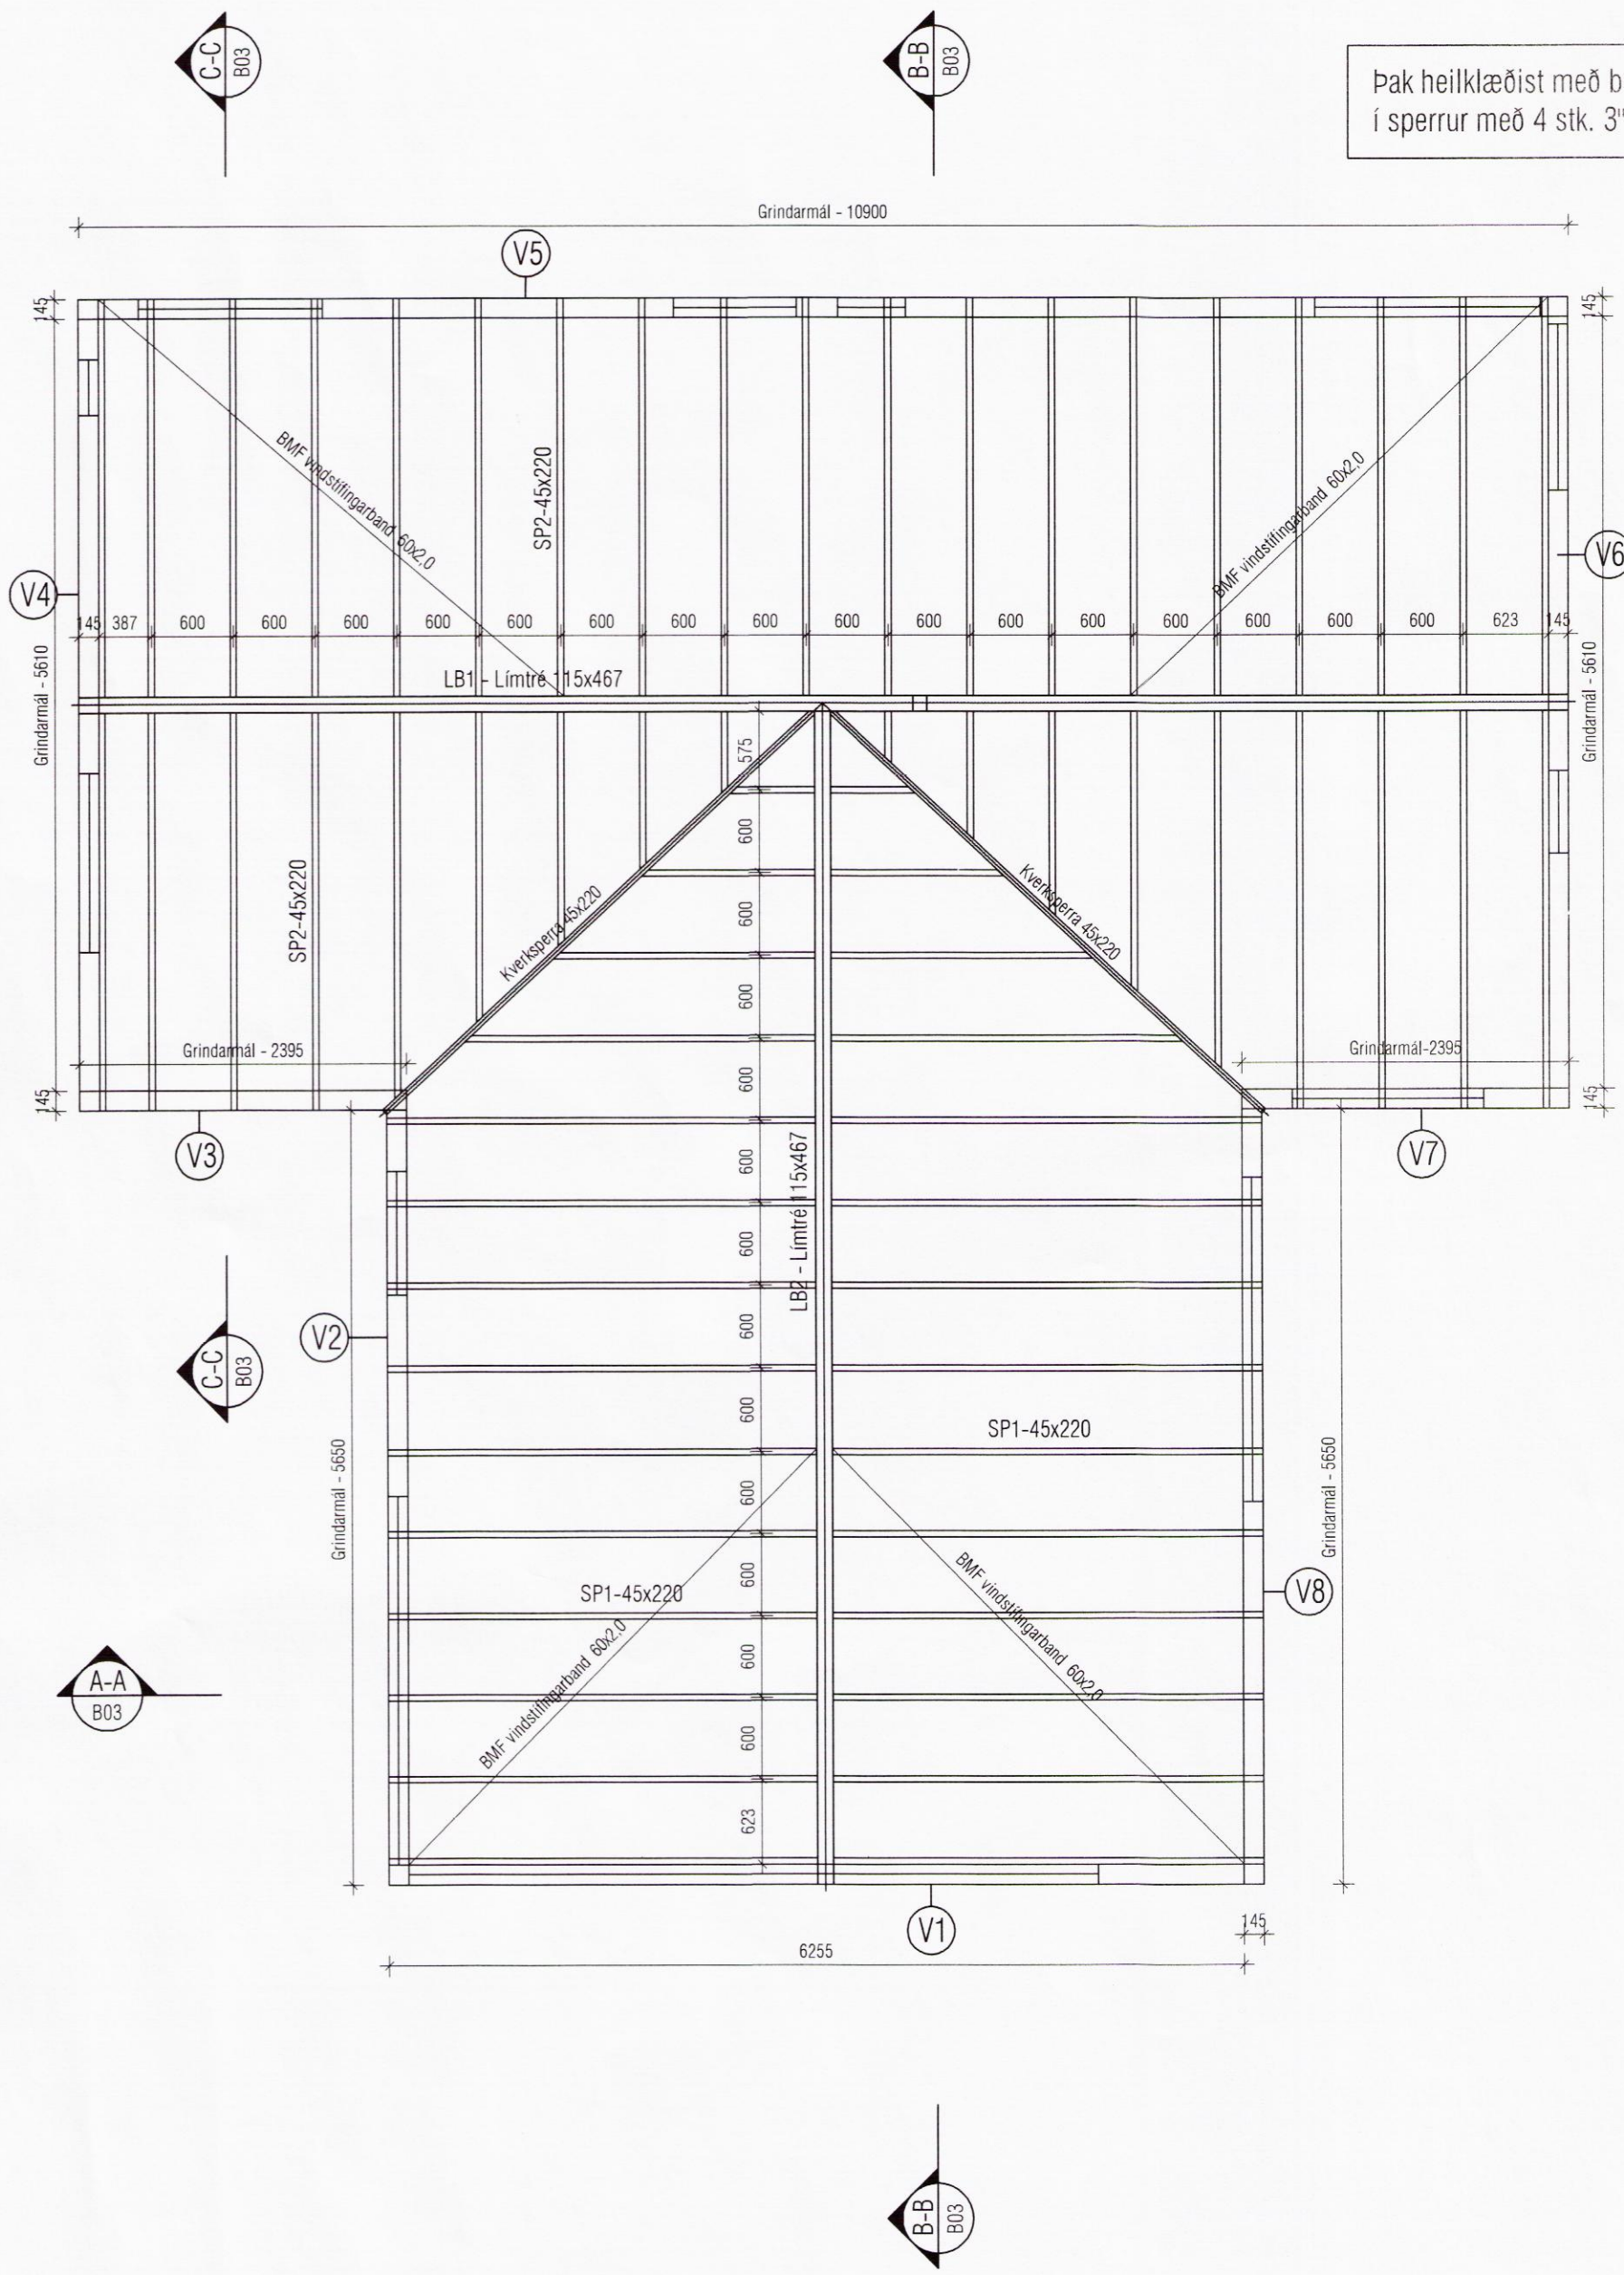 C-C
B03
B-B
B03
Þak heilklæðist með b
í sperrur með 4 stk. 3"
Grindarmál - 10900
V5
145
145
BMF vindstífingarband 60x2,0
SP2-45x220
BMF vindstífingarband 60x2,0
V6
V4
145 387 600 600 600 600 600 600 600 600 600 600 600 600 600 600 600 600 623 145
Grindarmál - 5610
Grindarmál - 5610
LB1 - Límtré 115x467
575
600
600
600
600
600
600
600
600
600
600
600
600
623
SP2-45x220
Kverksperra 45x220
Kverksperra 45x220
Grindarmál - 2395
Grindarmál-2395
145
145
V3
V7
LB2 - Límtré 115x467
C-C
B03
V2
SP1-45x220
Grindarmál - 5650
Grindarmál - 5650
SP1-45x220
BMF vindstífingarband 60x2,0
BMF vindstífingarband 60x2,0
V8
A-A
B03
V1
145
6255
B-B
B03